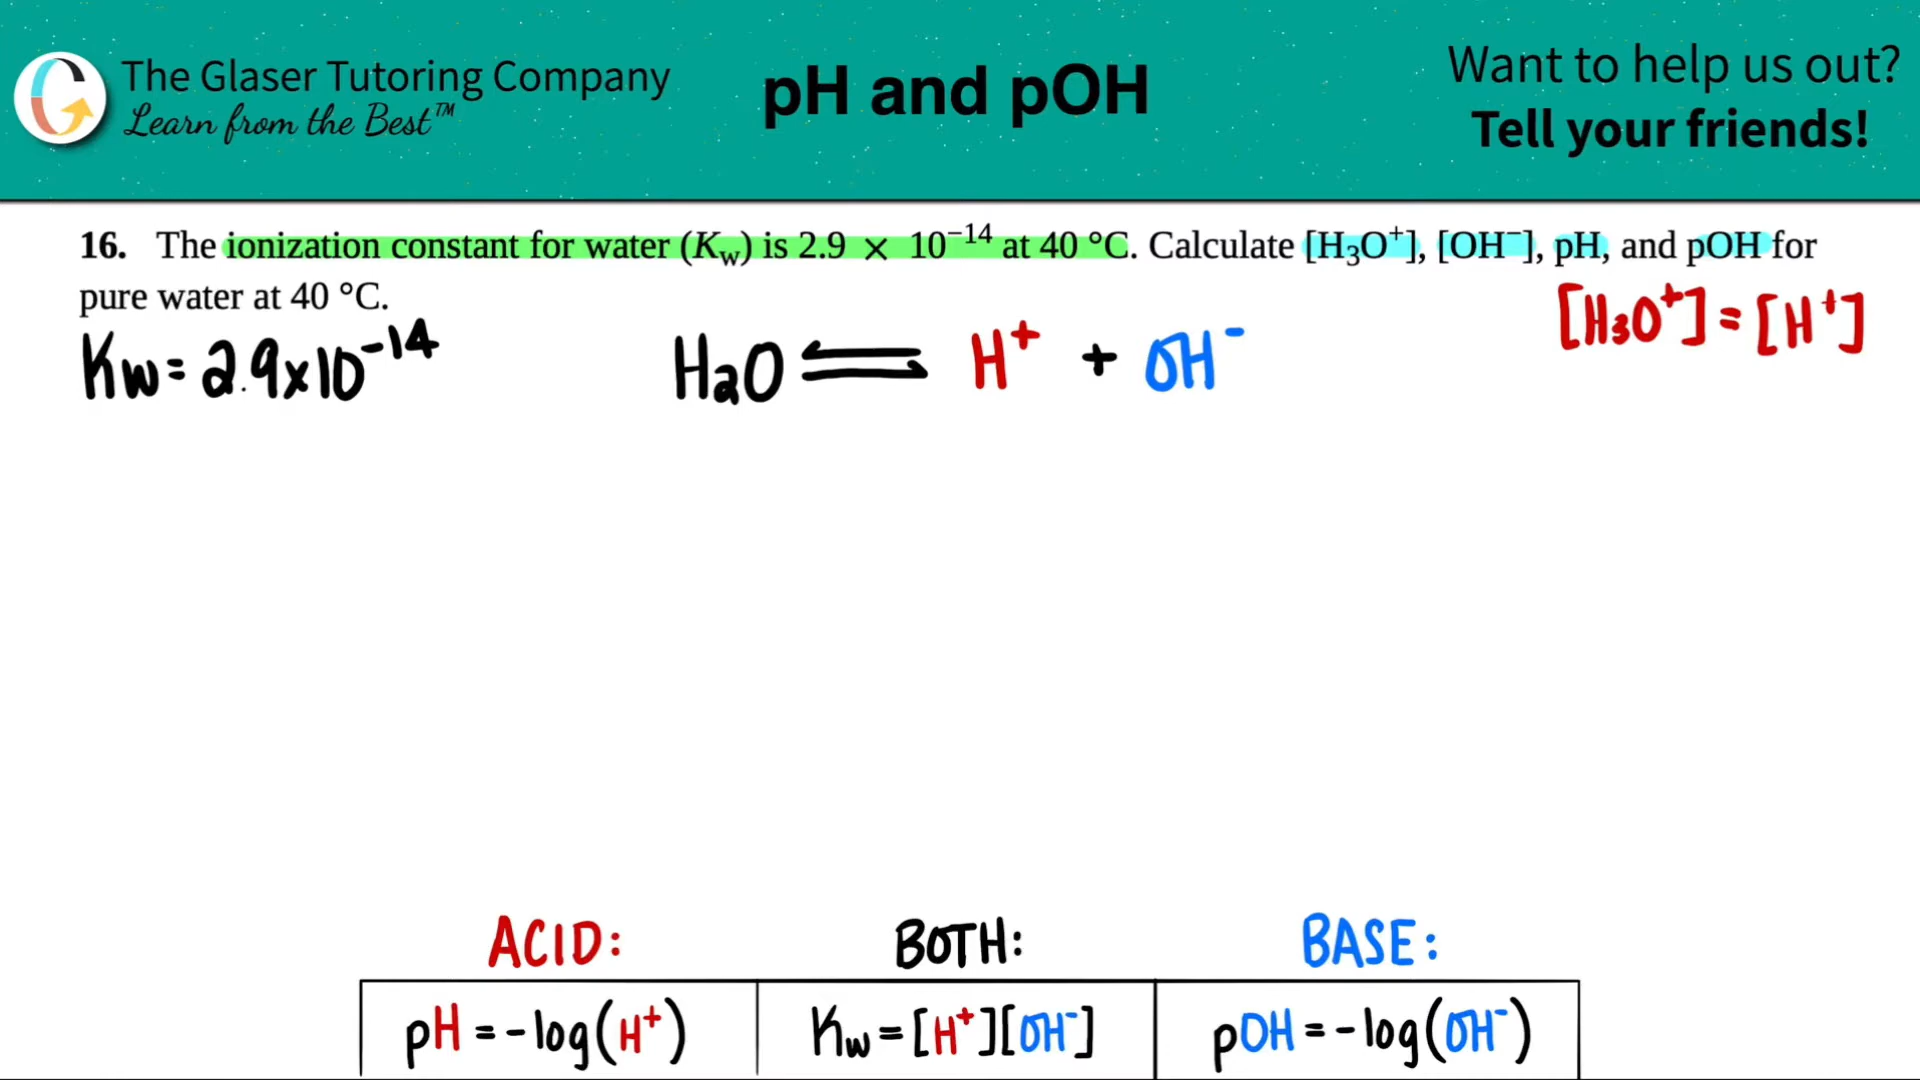 The Glaser Tutoring Company
Learn from the Best™
pH and pOH
Want to help us out?
Tell your friends!
16. The ionization constant for water (Kw) is 2.9 × 10⁻¹⁴ at 40 °C. Calculate [H₃O⁺], [OH⁻], pH, and pOH for
pure water at 40 °C.
[H₃O⁺] = [H⁺]
Kw = 2.9x10⁻¹⁴
H₂O ⇌ H⁺ + OH⁻
ACID: BOTH: BASE:
pH = -log(H⁺) Kw = [H⁺][OH⁻] pOH = -log(OH⁻)